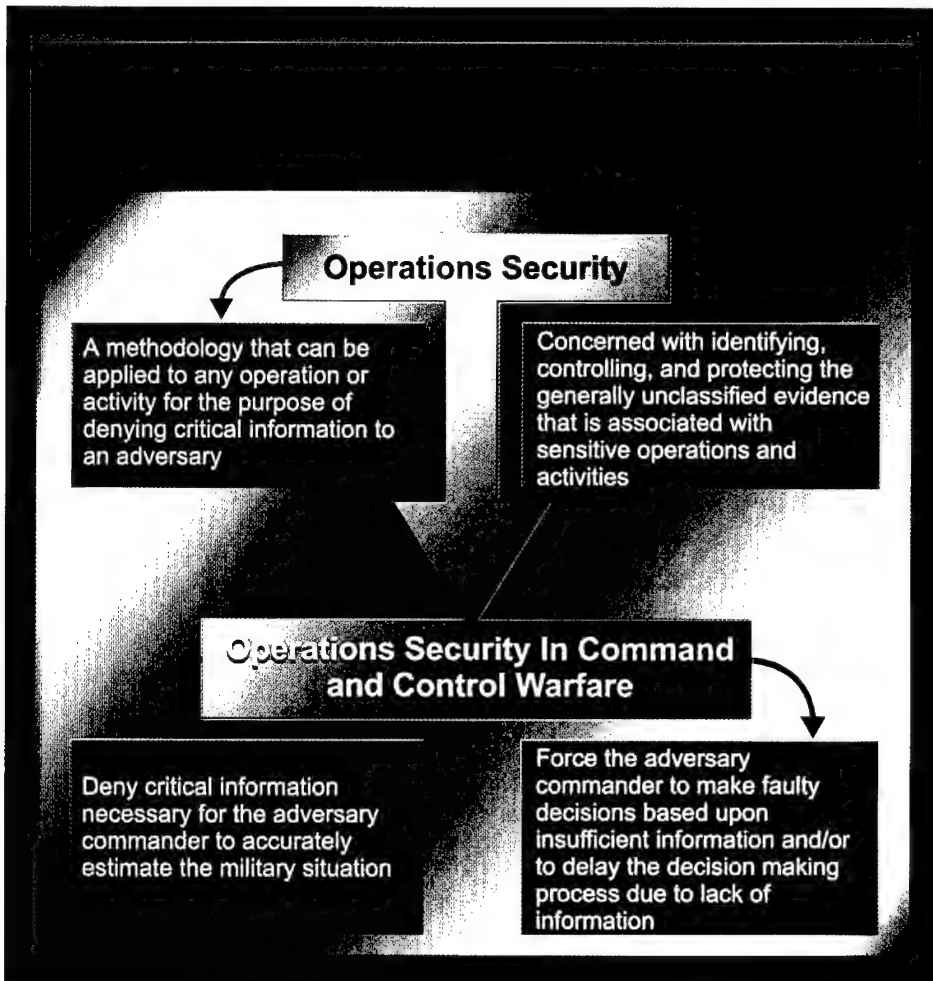 Operations Security
A methodology that can be
applied to any operation or
activity for the purpose of
denying critical information to
an adversary
Concerned with identifying,
controlling, and protecting the
generally unclassified evidence
that is associated with
sensitive operations and
activities
Operations Security In Command
and Control Warfare
Deny critical information
necessary for the adversary
commander to accurately
estimate the military situation
Force the adversary
commander to make faulty
decisions based upon
insufficient information and/or
to delay the decision making
process due to lack of
information